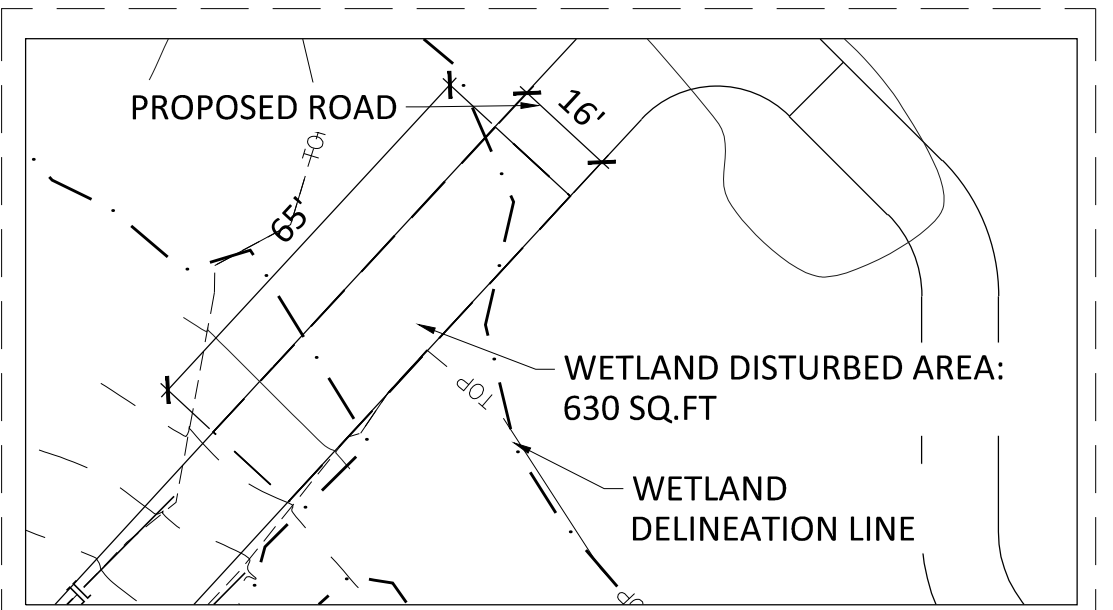 PROPOSED ROAD
16'
65'
TOP
WETLAND DISTURBED AREA:
630 SQ.FT
WETLAND
DELINEATION LINE